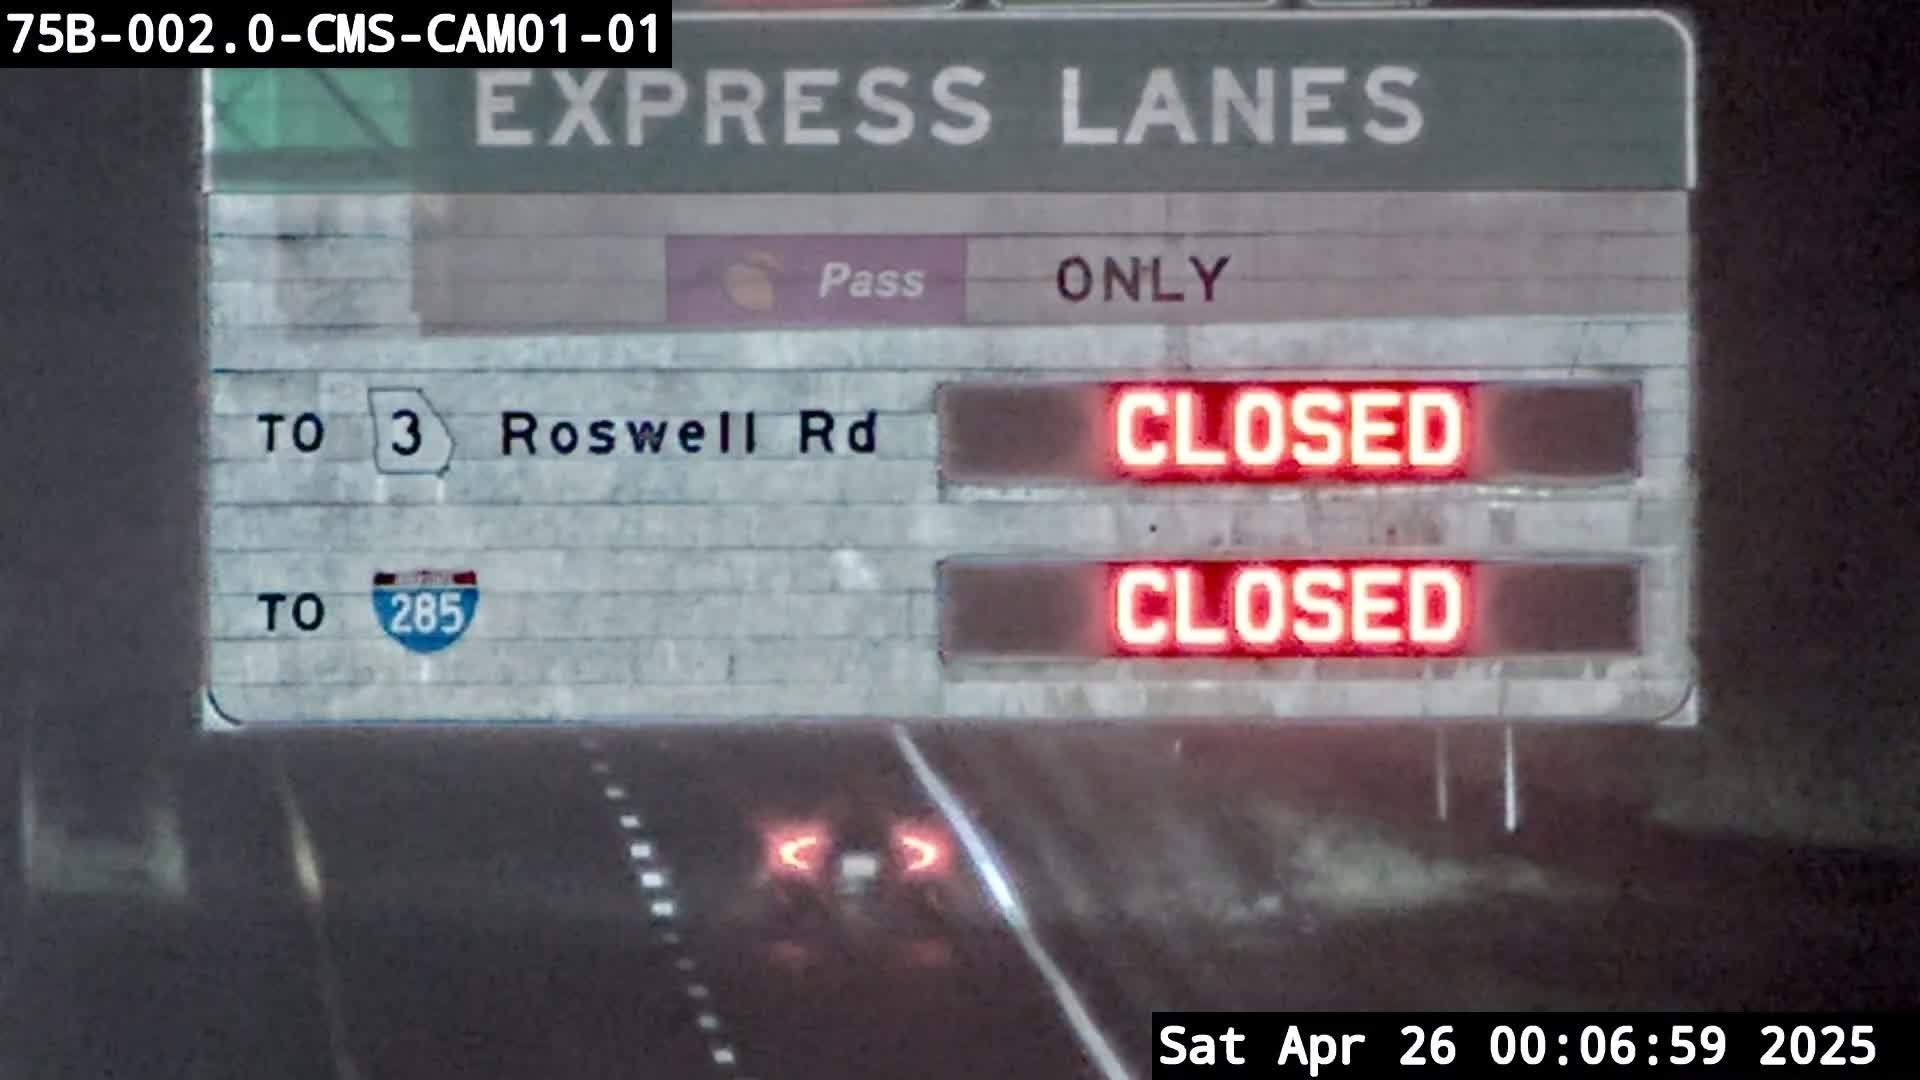 75B-002.0-CMS-CAM01-01
EXPRESS LANES
Pass ONLY
TO 3 Roswell Rd CLOSED
TO 285 CLOSED
Sat Apr 26 00:06:59 2025